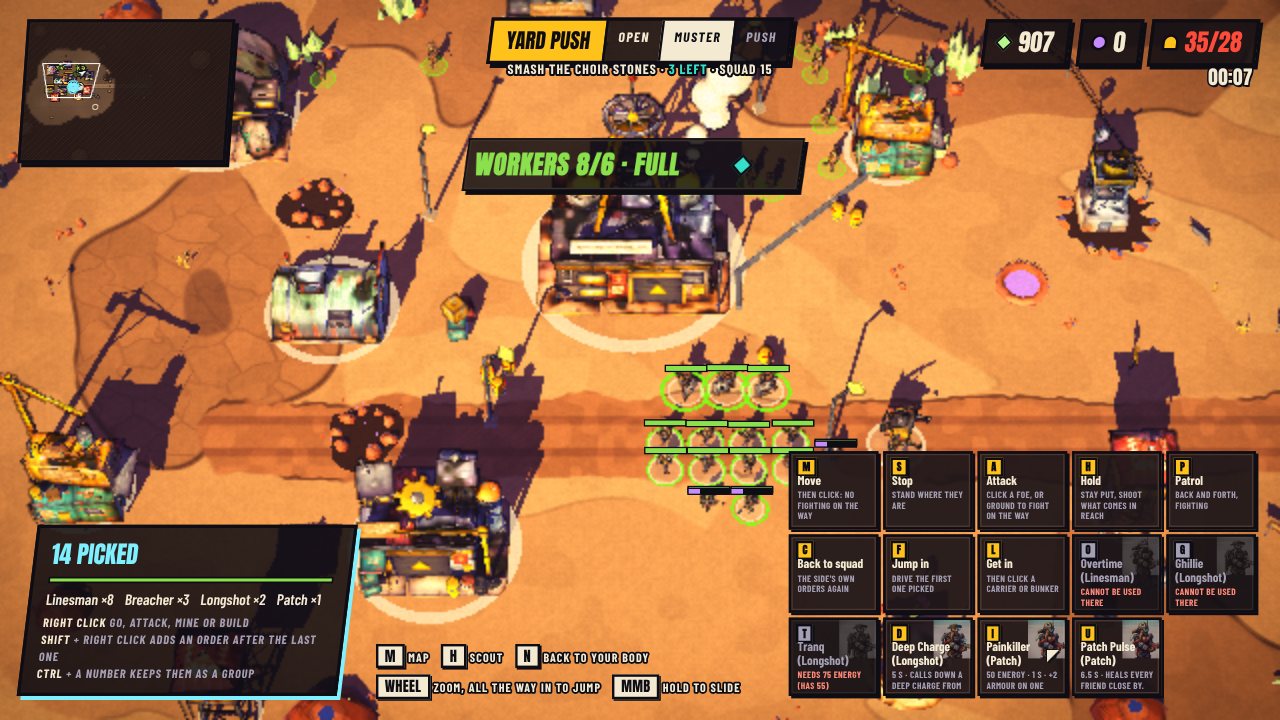 YARD PUSH OPEN MUSTER PUSH
SMASH THE CHOIR STONES · 3 LEFT · SQUAD 15
907 0 35/28
00:07
WORKERS 8/6 · FULL
14 PICKED
Linesman ×8 Breacher ×3 Longshot ×2 Patch ×1
RIGHT CLICK GO, ATTACK, MINE OR BUILD
SHIFT + RIGHT CLICK ADDS AN ORDER AFTER THE LAST
ONE
CTRL + A NUMBER KEEPS THEM AS A GROUP
M MAP H SCOUT N BACK TO YOUR BODY
WHEEL ZOOM, ALL THE WAY IN TO JUMP MMB HOLD TO SLIDE
M
Move
THEN CLICK: NO
FIGHTING ON THE
WAY
S
Stop
STAND WHERE THEY
ARE
A
Attack
CLICK A FOE, OR
GROUND TO FIGHT
ON THE WAY
H
Hold
STAY PUT, SHOOT
WHAT COMES IN
REACH
P
Patrol
BACK AND FORTH,
FIGHTING
C
Back to squad
THE SIDE'S OWN
ORDERS AGAIN
F
Jump in
DRIVE THE FIRST
ONE PICKED
L
Get in
THEN CLICK A
CARRIER OR BUNKER
O
Overtime
(Linesman)
CANNOT BE USED
THERE
G
Ghillie
(Longshot)
CANNOT BE USED
THERE
T
Tranq
(Longshot)
NEEDS 75 ENERGY
(HAS 55)
D
Deep Charge
(Longshot)
5 S · CALLS DOWN A
DEEP CHARGE FROM
I
Painkiller
(Patch)
50 ENERGY · 1 S · +2
ARMOUR ON ONE
U
Patch Pulse
(Patch)
6.5 S · HEALS EVERY
FRIEND CLOSE BY.